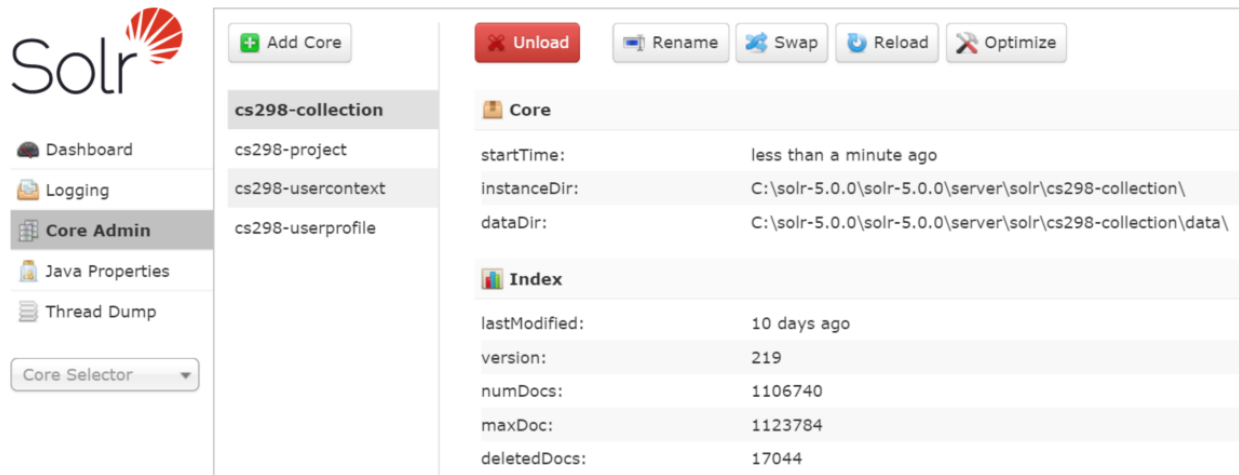 Solr
Dashboard
Logging
Core Admin
Java Properties
Thread Dump
Core Selector
Add Core
cs298-collection
cs298-project
cs298-usercontext
cs298-userprofile
Unload Rename Swap Reload Optimize
Core
startTime: less than a minute ago
instanceDir: C:\solr-5.0.0\solr-5.0.0\server\solr\cs298-collection\
dataDir: C:\solr-5.0.0\solr-5.0.0\server\solr\cs298-collection\data\
Index
lastModified: 10 days ago
version: 219
numDocs: 1106740
maxDoc: 1123784
deletedDocs: 17044